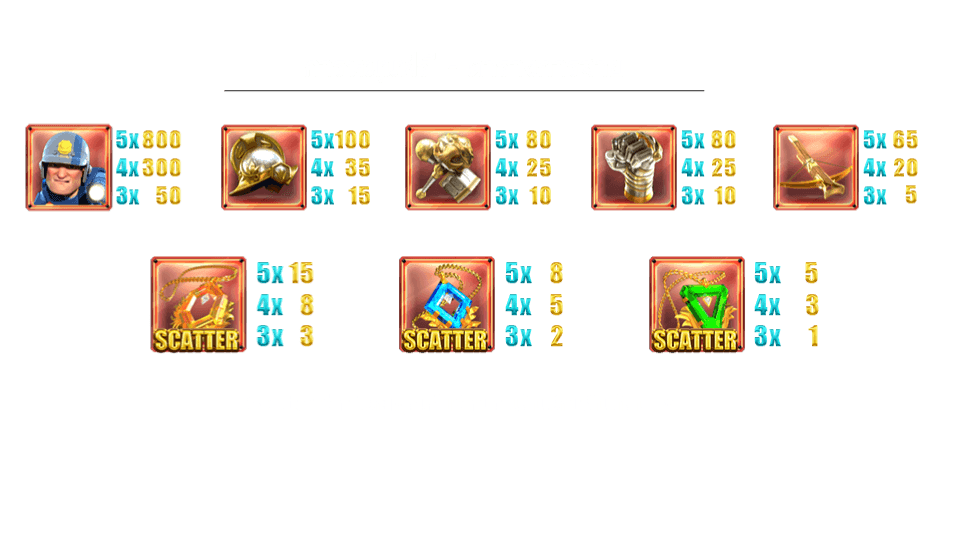 5x 800 5x 100 5x 80 5x 80 5x 65
4x 300 4x 35 4x 25 4x 25 4x 20
3x 50 3x 15 3x 10 3x 10 3x 5
5x 15 5x 8 5x 5
4x 8 4x 5 4x 3
SCATTER 3x 3 SCATTER 3x 2 SCATTER 3x 1